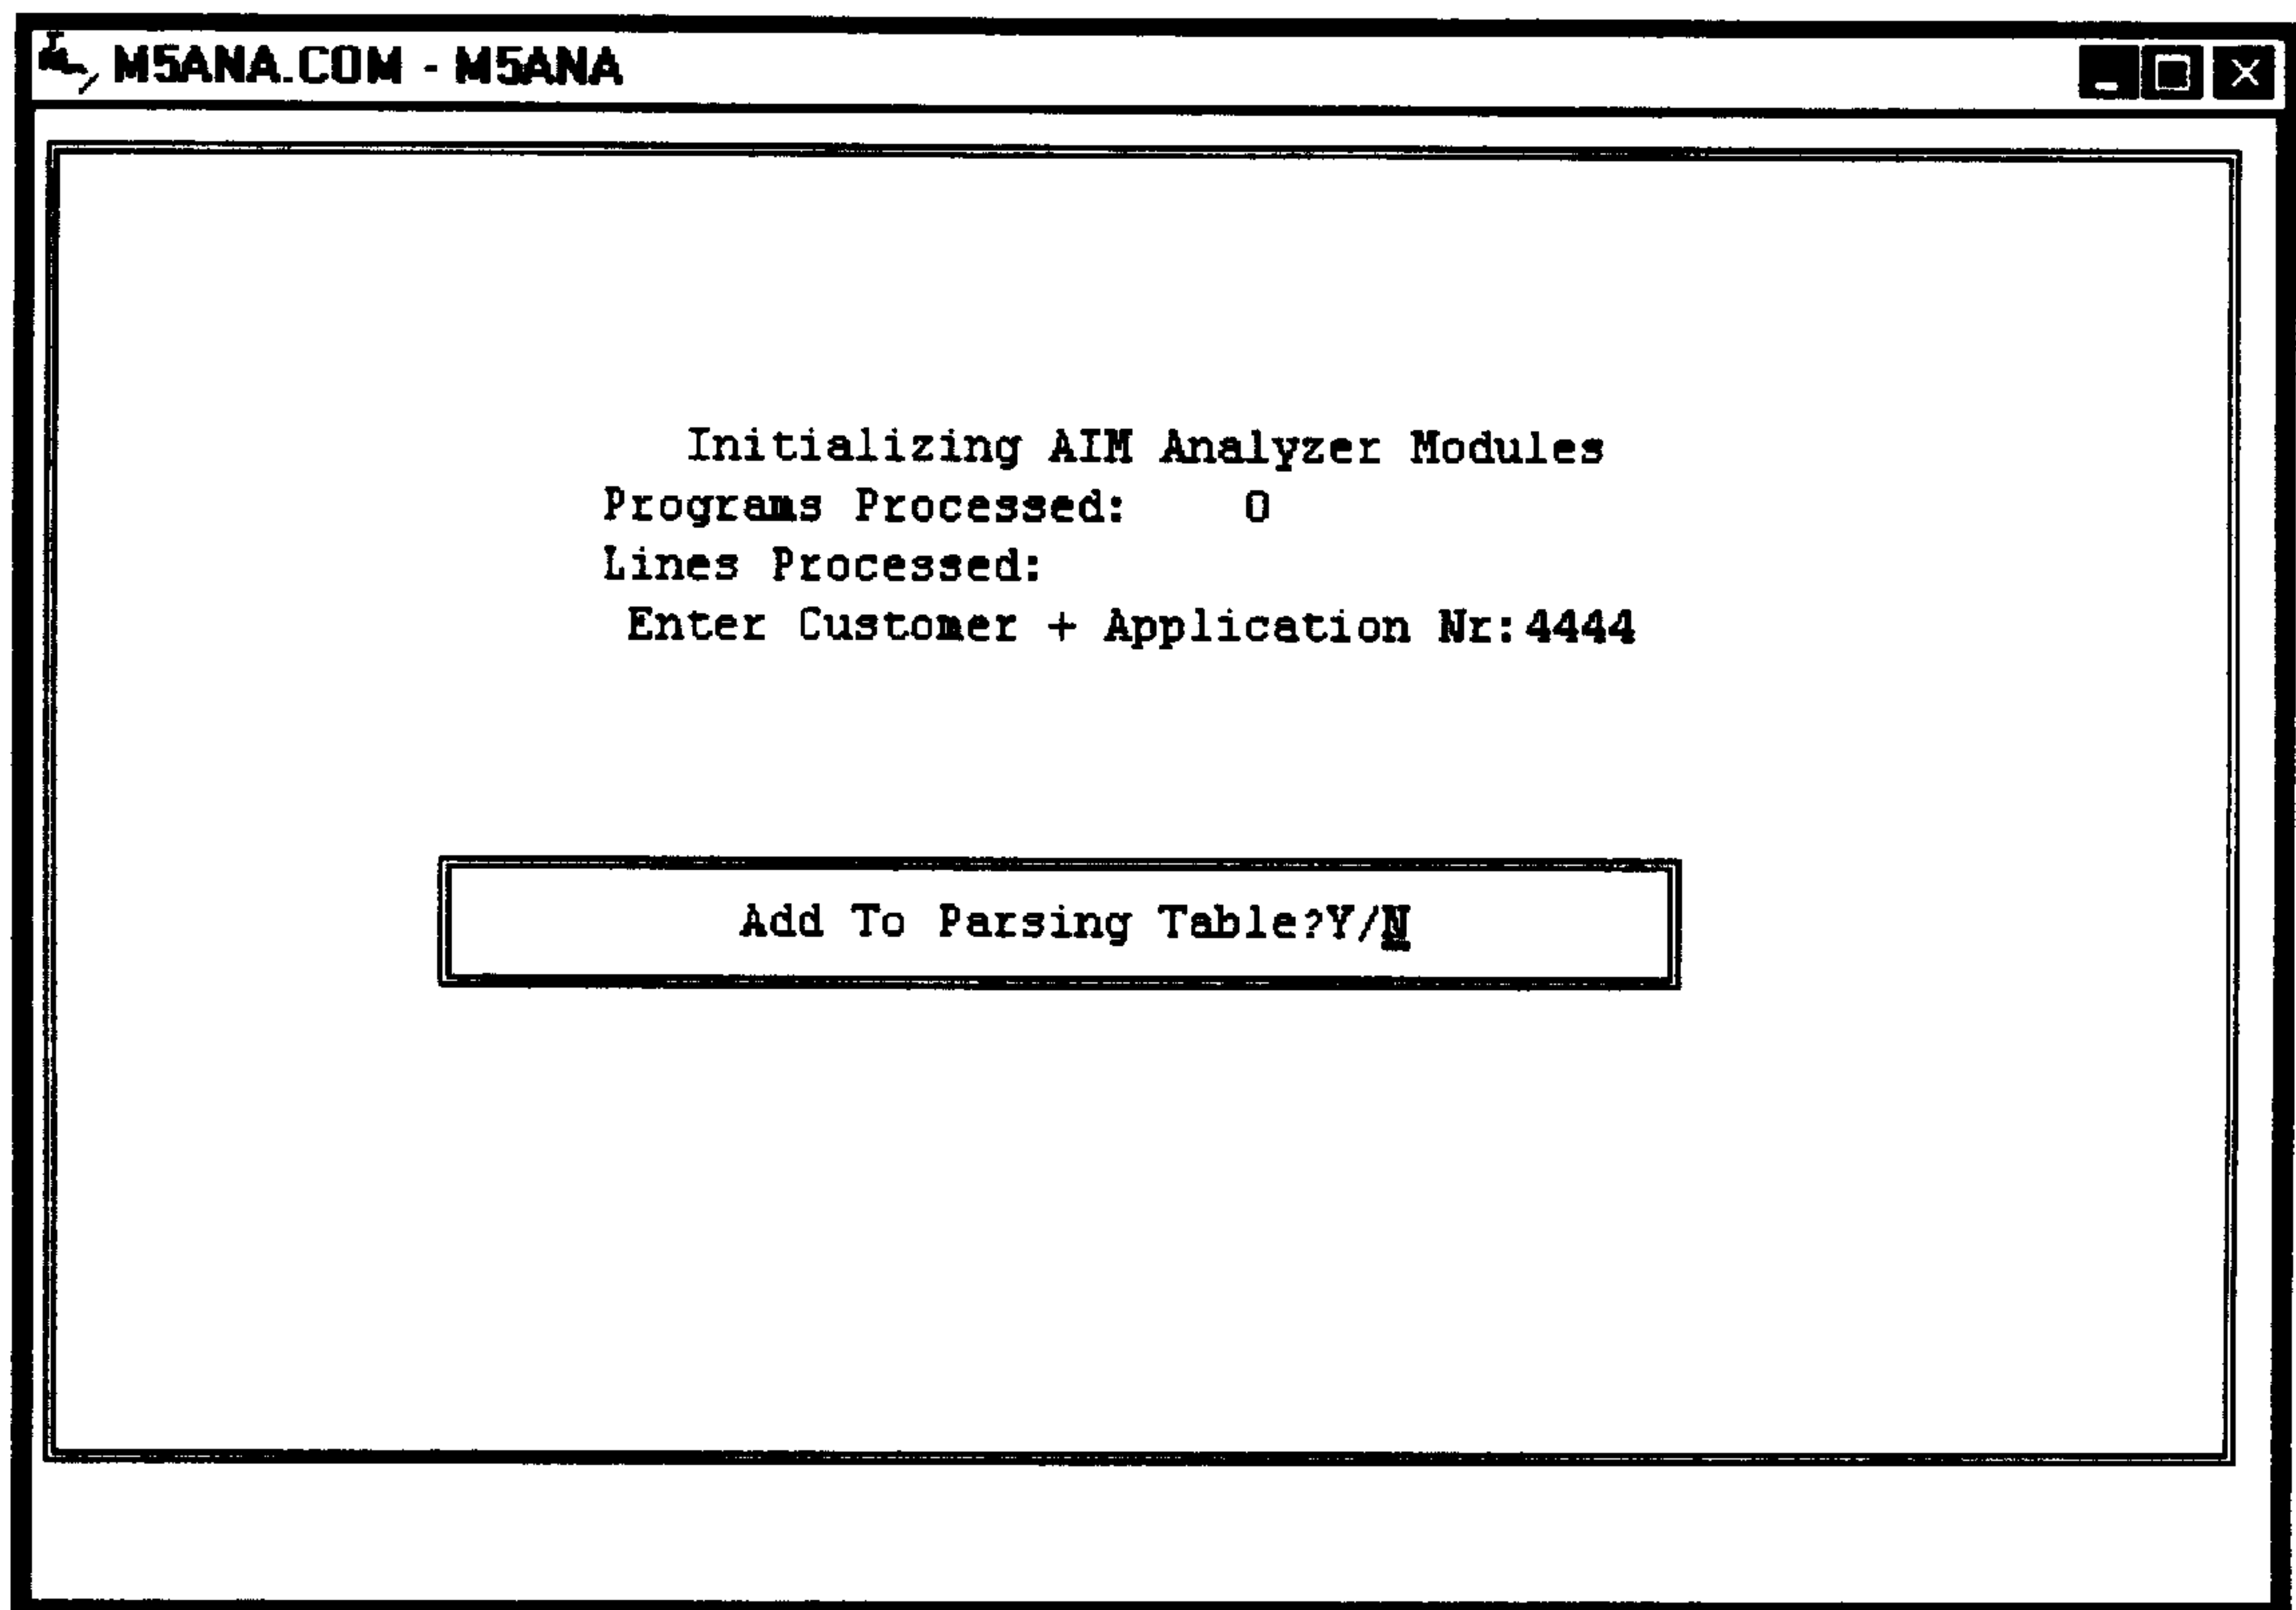 M5ANA.COM - M5ANA
Initializing AIM Analyzer Modules
Programs Processed: 0
Lines Processed:
Enter Customer + Application Nr:4444
Add To Parsing Table?Y/N